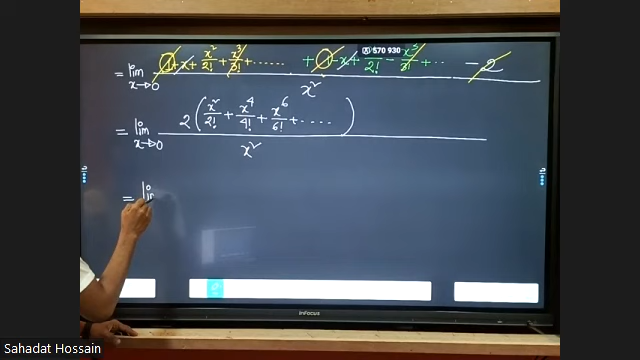 570 930
= lim x→0 (1 + x + x²/2! + x³/3! + ...... + 1 - x + x²/2! - x³/3! + ... - 2) / x²
= lim x→0 2(x²/2! + x⁴/4! + x⁶/6! + ....) / x²
= lim
InFocus
Sahadat Hossain